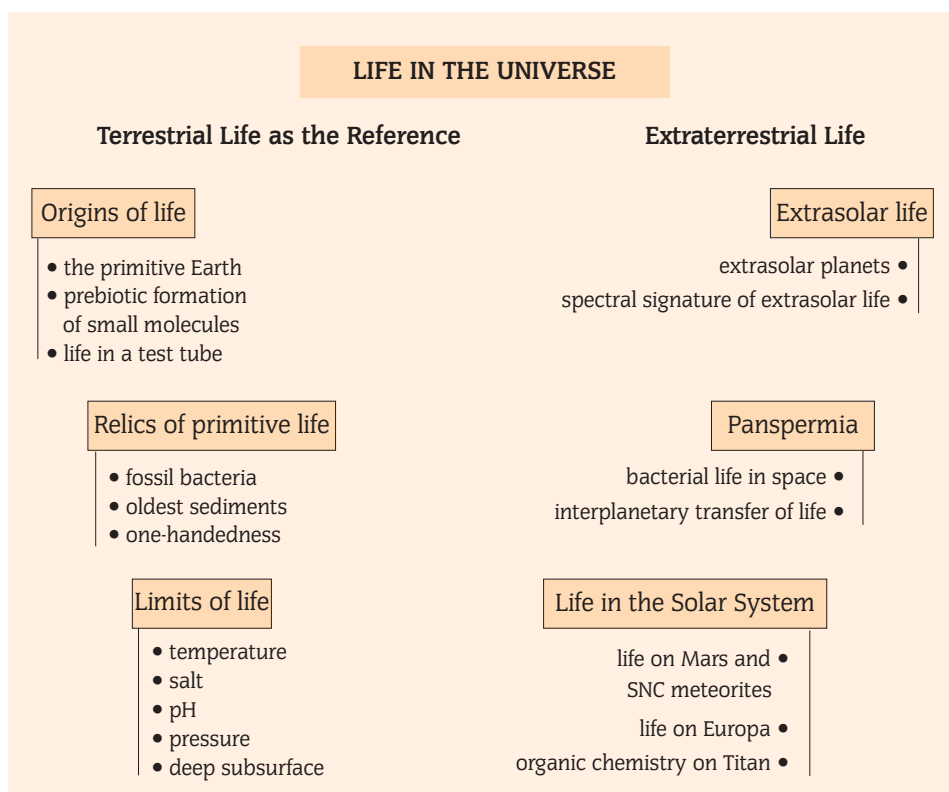 LIFE IN THE UNIVERSE
Terrestrial Life as the Reference
Origins of life
• the primitive Earth
• prebiotic formation
of small molecules
• life in a test tube
Relics of primitive life
• fossil bacteria
• oldest sediments
• one-handedness
Limits of life
• temperature
• salt
• pH
• pressure
• deep subsurface
Extraterrestrial Life
Extrasolar life
extrasolar planets •
spectral signature of extrasolar life •
Panspermia
bacterial life in space •
interplanetary transfer of life •
Life in the Solar System
life on Mars and •
SNC meteorites
life on Europa •
organic chemistry on Titan •